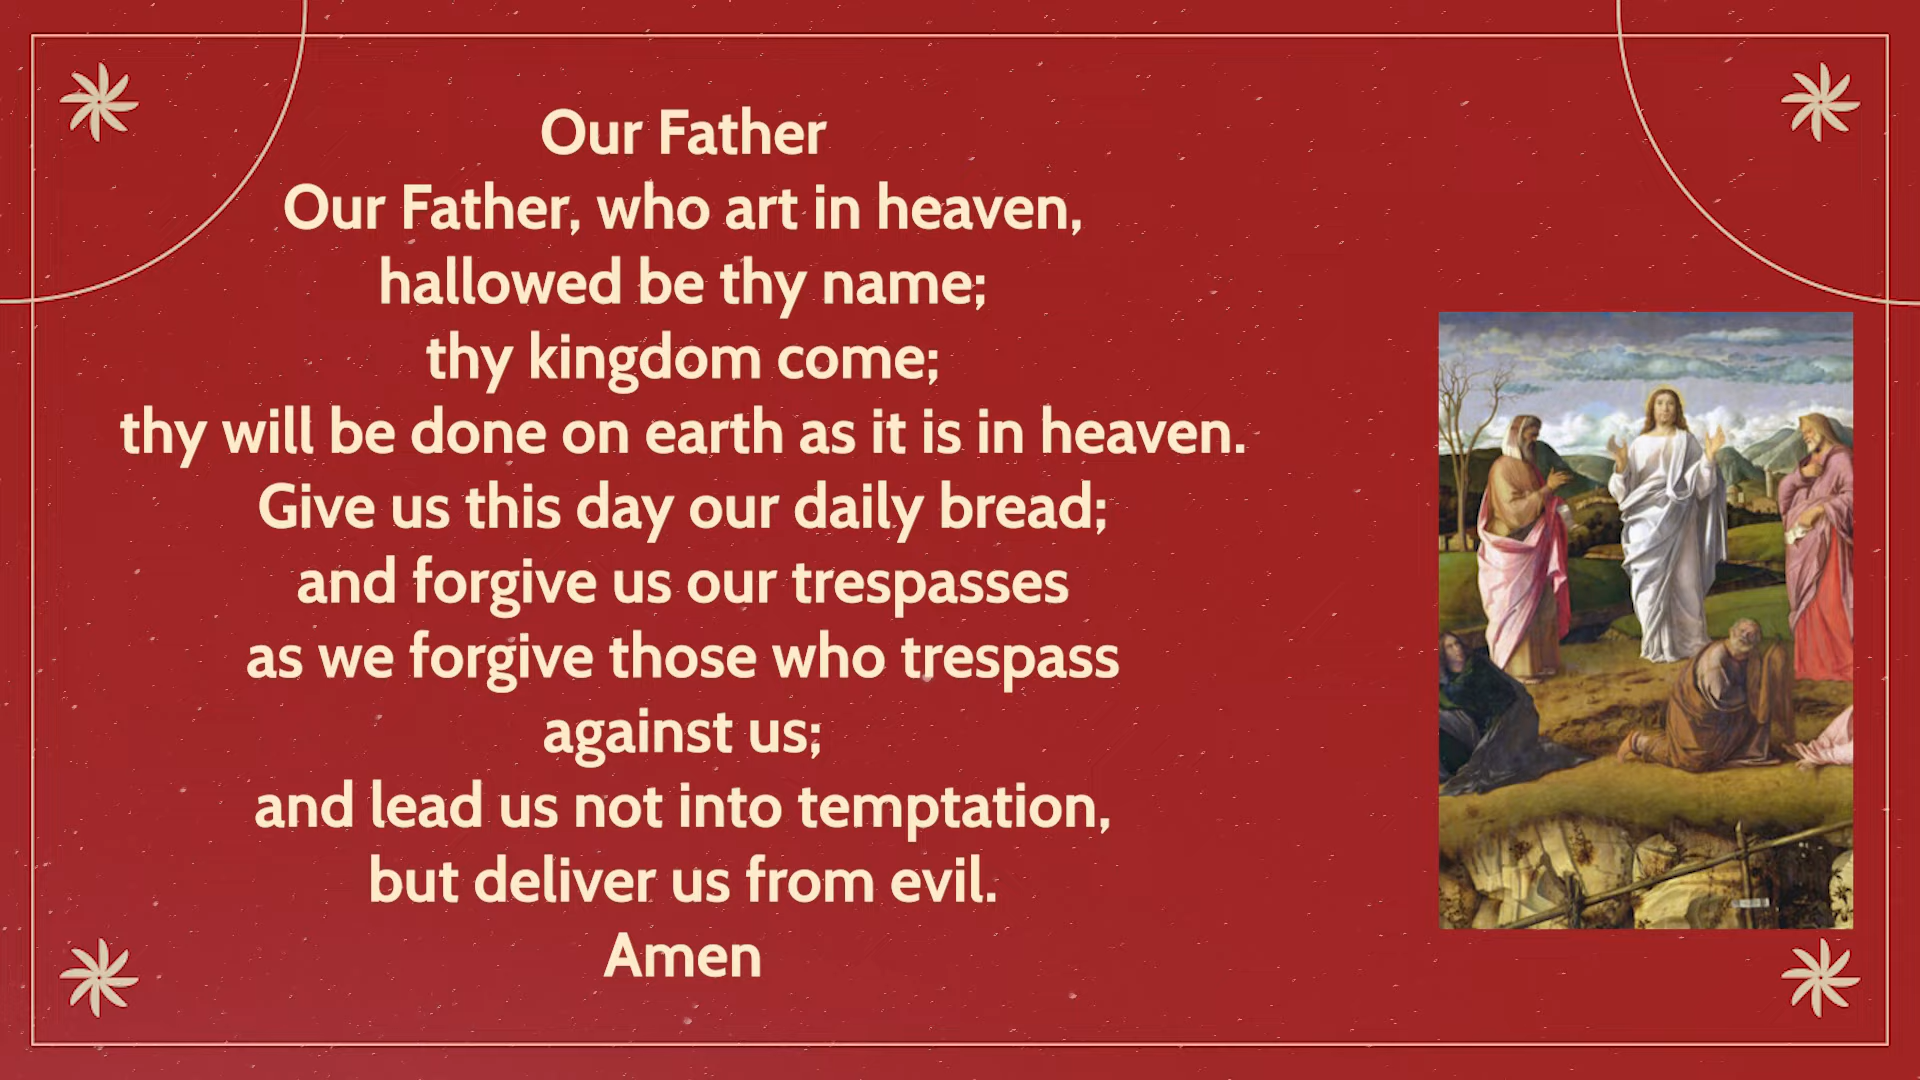 Our Father
Our Father, who art in heaven,
hallowed be thy name;
thy kingdom come;
thy will be done on earth as it is in heaven.
Give us this day our daily bread;
and forgive us our trespasses
as we forgive those who trespass
against us;
and lead us not into temptation,
but deliver us from evil.
Amen